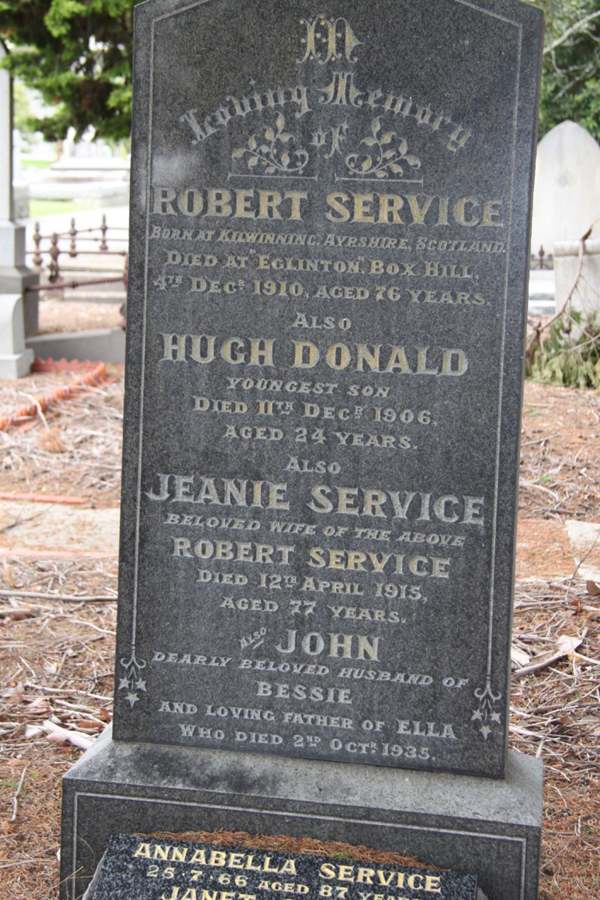 In
Loving Memory
of
ROBERT SERVICE
BORN AT KILWINNING, AYRSHIRE, SCOTLAND.
DIED AT EGLINTON, BOX HILL,
4TH DECR 1910, AGED 76 YEARS.
ALSO
HUGH DONALD
YOUNGEST SON
DIED 11TH DECR 1906,
AGED 24 YEARS.
ALSO
JEANIE SERVICE
BELOVED WIFE OF THE ABOVE
ROBERT SERVICE
DIED 12TH APRIL 1915,
AGED 77 YEARS.
ALSO JOHN
DEARLY BELOVED HUSBAND OF
BESSIE
AND LOVING FATHER OF ELLA
WHO DIED 2ND OCTR 1935.
ANNABELLA SERVICE
25·7·66 AGED 87 YEARS
JANET